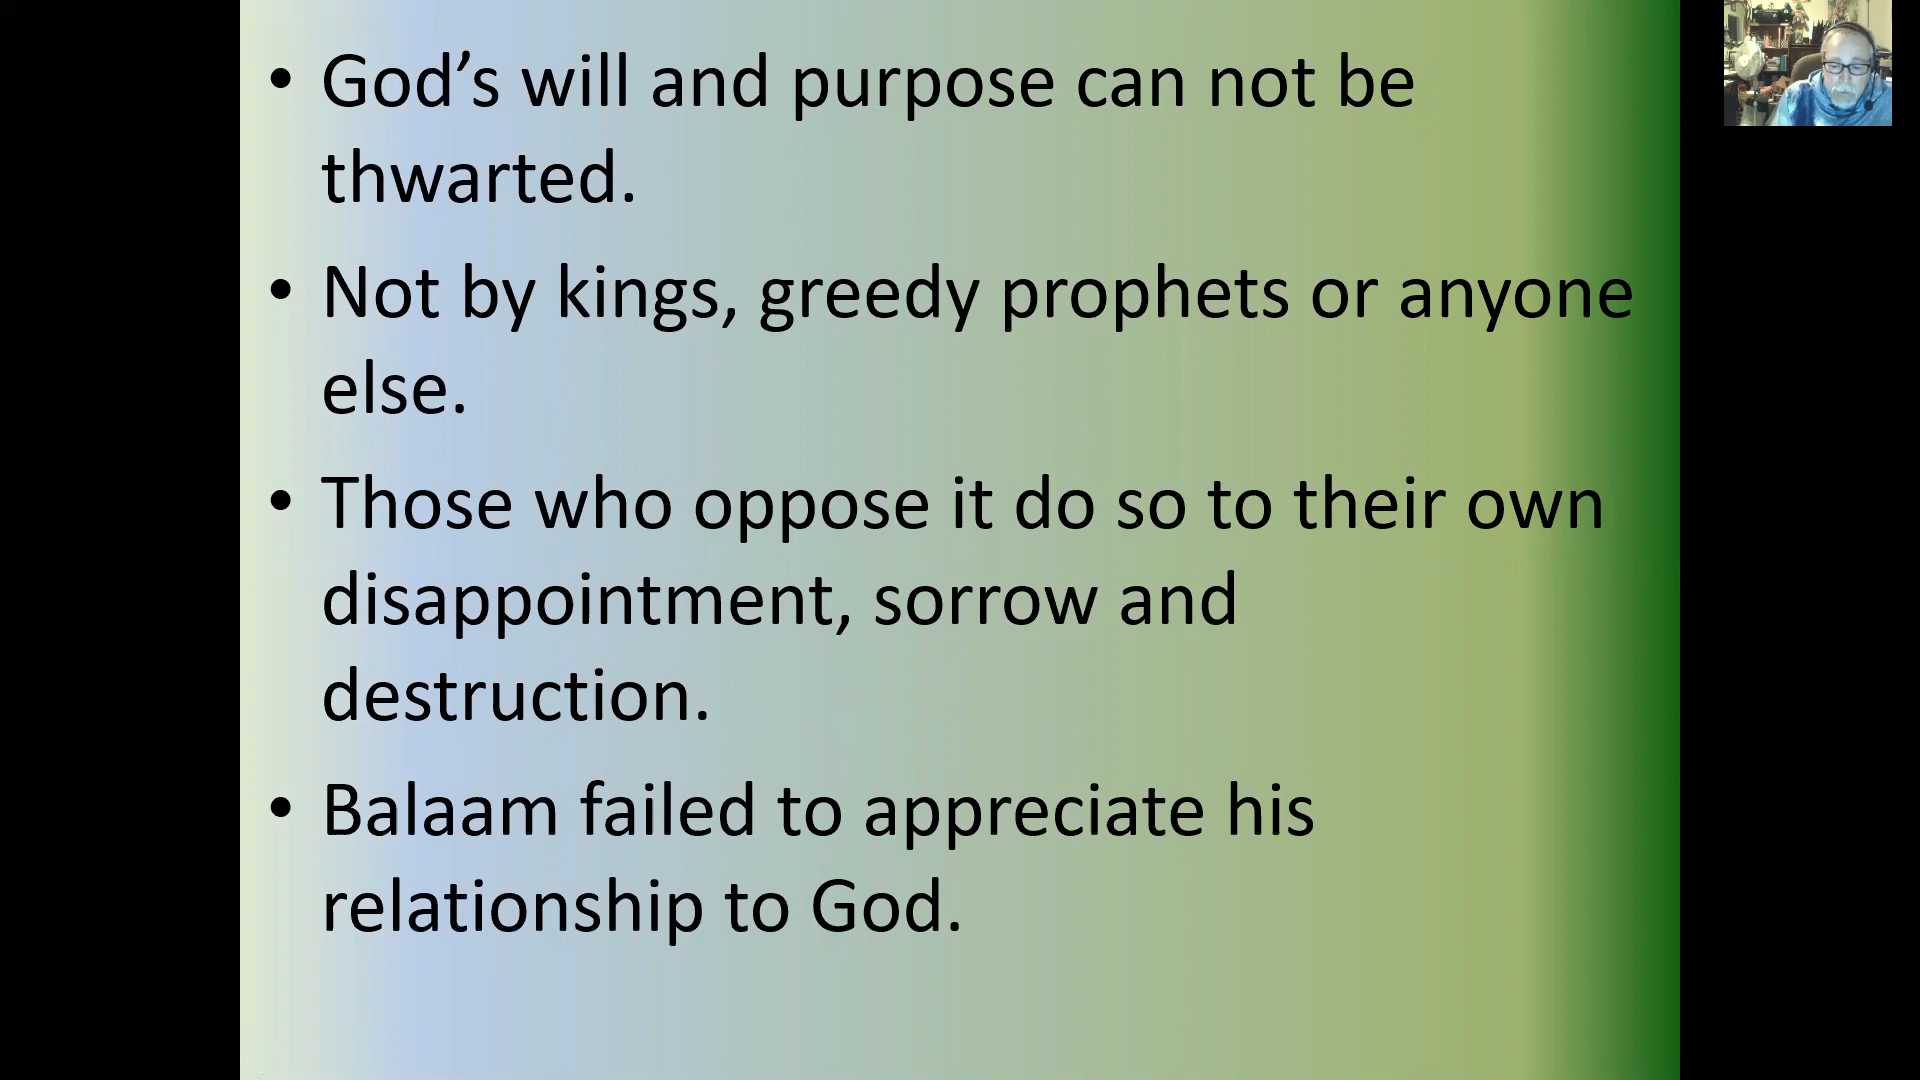 • God’s will and purpose can not be
thwarted.
• Not by kings, greedy prophets or anyone
else.
• Those who oppose it do so to their own
disappointment, sorrow and
destruction.
• Balaam failed to appreciate his
relationship to God.